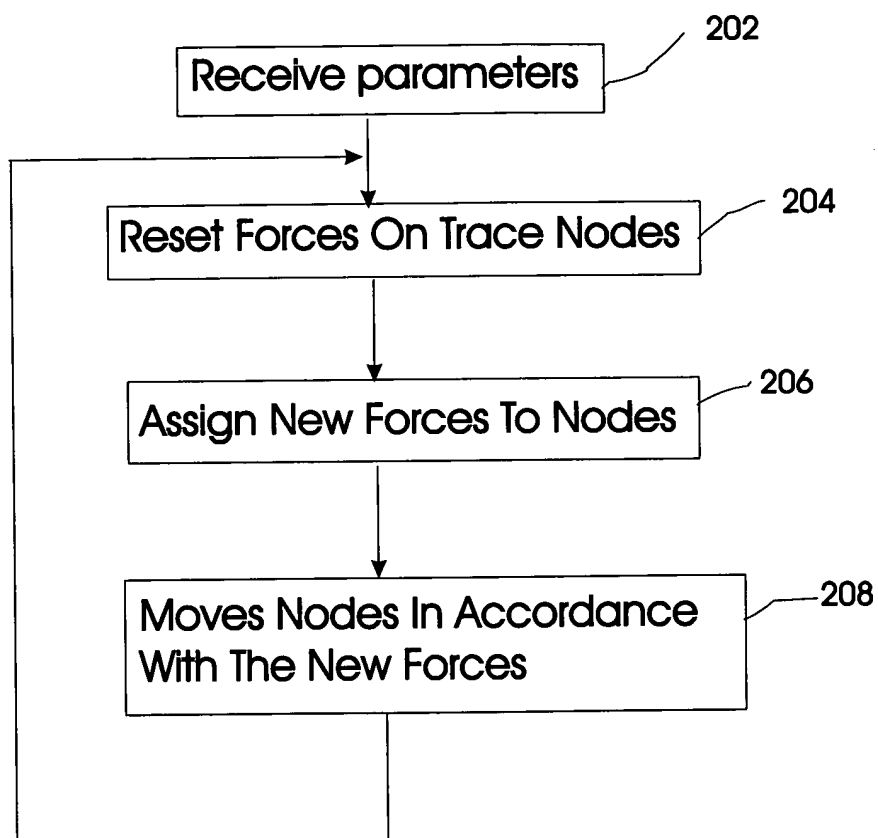 202
Receive parameters
204
Reset Forces On Trace Nodes
206
Assign New Forces To Nodes
208
Moves Nodes In Accordance
With The New Forces